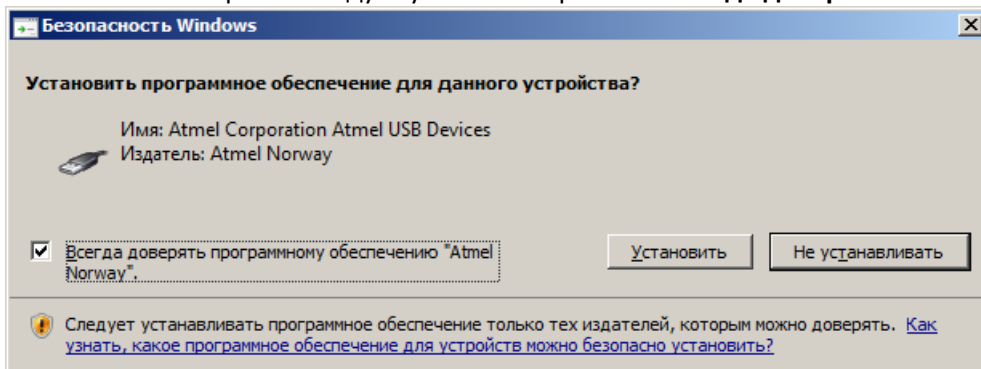 Безопасность Windows
Установить программное обеспечение для данного устройства?
Имя: Atmel Corporation Atmel USB Devices
Издатель: Atmel Norway
Всегда доверять программному обеспечению "Atmel
Norway".
Установить
Не устанавливать
Следует устанавливать программное обеспечение только тех издателей, которым можно доверять. Как
узнать, какое программное обеспечение для устройств можно безопасно установить?